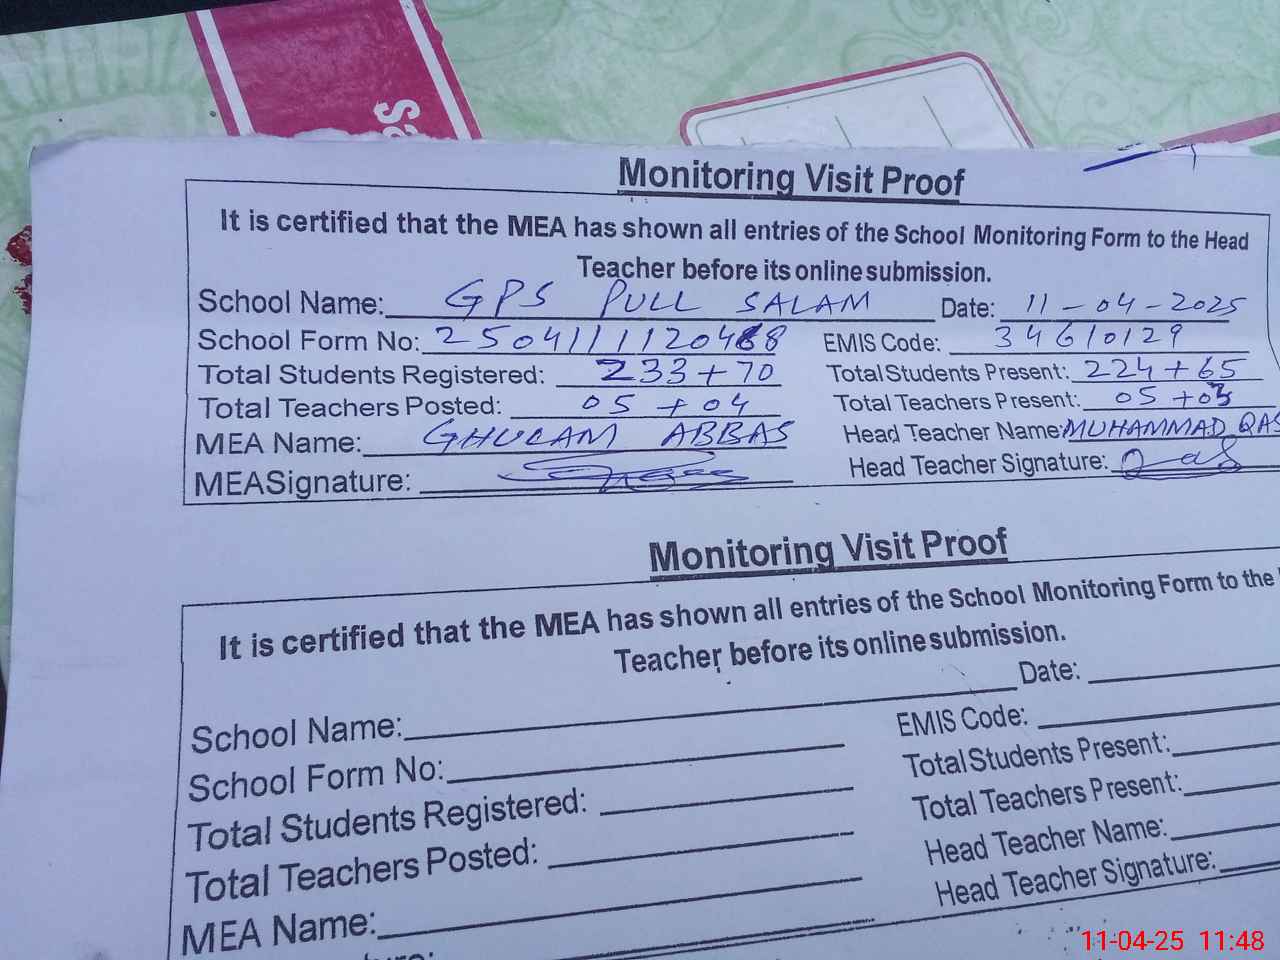 Monitoring Visit Proof
It is certified that the MEA has shown all entries of the School Monitoring Form to the Head
Teacher before its online submission.
School Name: GPS PULL SALAM Date: 11-04-2025
School Form No: EMIS Code: 34610129
Total Students Registered: 233+70 Total Students Present: 224+65
Total Teachers Posted: 05 +04 Total Teachers Present: 05 +03
MEA Name: GHULAM ABBAS Head Teacher Name: MUHAMMAD QAS
MEA Signature: Head Teacher Signature: Qas
Monitoring Visit Proof
It is certified that the MEA has shown all entries of the School Monitoring Form to the
Teacher before its online submission.
School Name: Date:
School Form No: EMIS Code:
Total Students Registered: Total Students Present:
Total Teachers Posted: Total Teachers Present:
MEA Name: Head Teacher Name:
Head Teacher Signature:
11-04-25 11:48